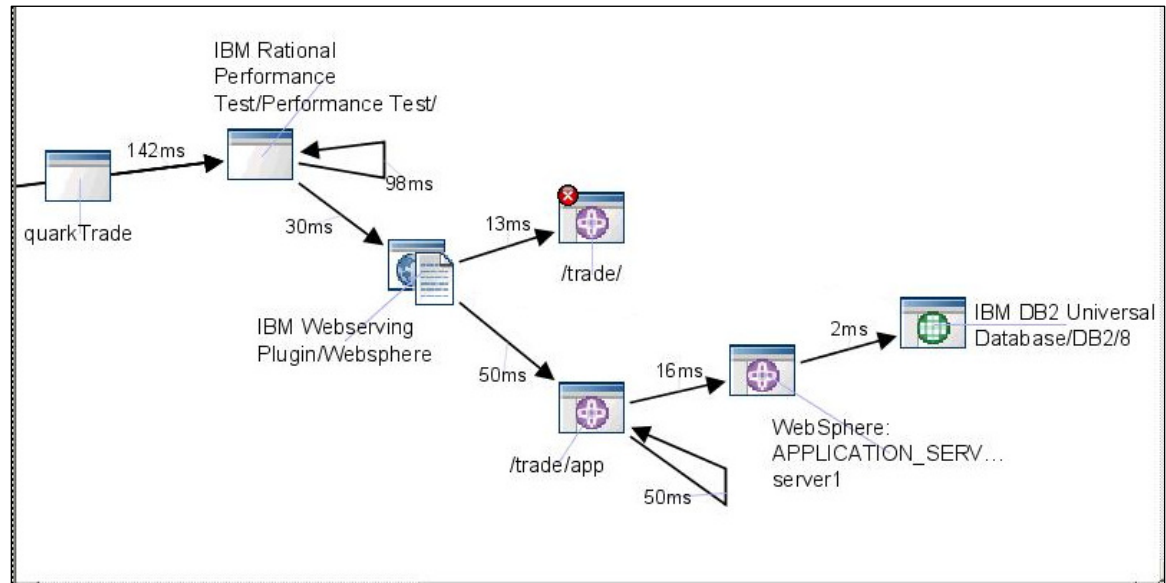 IBM Rational
Performance
Test/Performance Test/
142ms
98ms
quarkTrade
30ms
13ms
/trade/
IBM Webserving
Plugin/Websphere
50ms
2ms
IBM DB2 Universal
Database/DB2/8
16ms
/trade/app
WebSphere:
APPLICATION_SERV...
server1
50ms